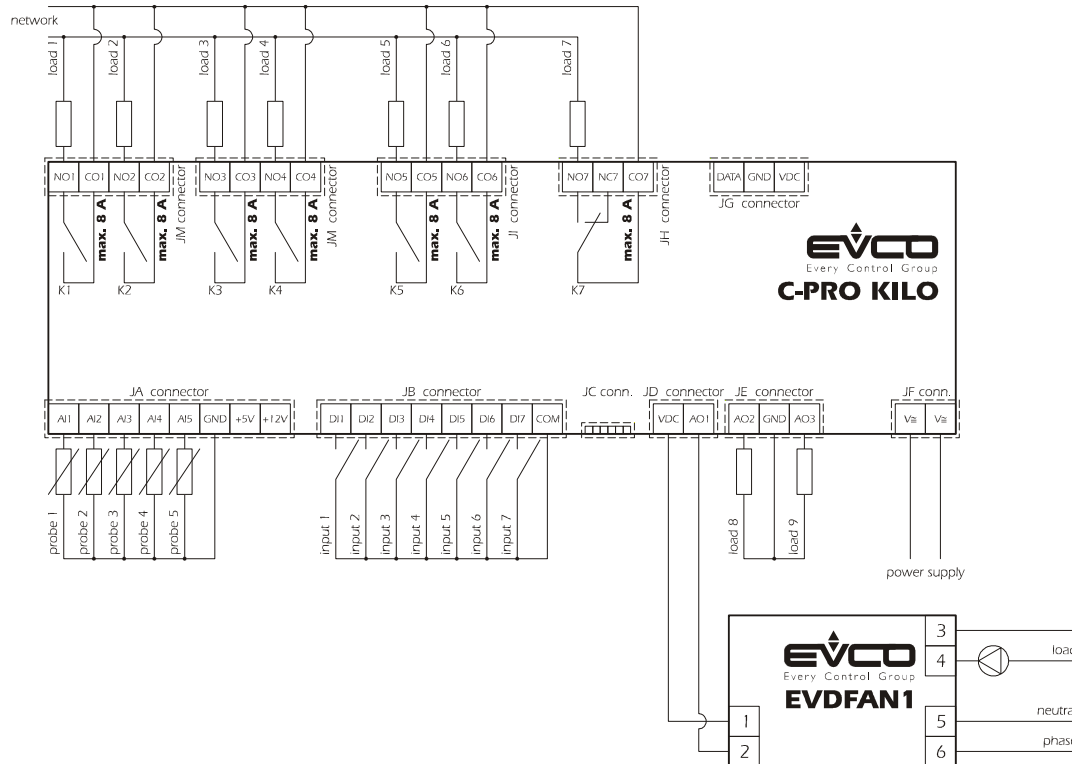 network
load 1
load 2
load 3
load 4
load 5
load 6
load 7
NO1 CO1 NO2 CO2
NO3 CO3 NO4 CO4
NO5 CO5 NO6 CO6
NO7 NC7 CO7
DATA GND VDC
JM connector
JM connector
JI connector
JH connector
JG connector
max. 8 A
max. 8 A
max. 8 A
max. 8 A
max. 8 A
max. 8 A
max. 8 A
K1
K2
K3
K4
K5
K6
K7
EVCO
Every Control Group
C-PRO KILO
JA connector
JB connector
JC conn.
JD connector
JE connector
JF conn.
AI1 AI2 AI3 AI4 AI5 GND +5V +12V
DI1 DI2 DI3 DI4 DI5 DI6 DI7 COM
VDC AO1
AO2 GND AO3
V≅ V≅
probe 1
probe 2
probe 3
probe 4
probe 5
input 1
input 2
input 3
input 4
input 5
input 6
input 7
load 8
load 9
power supply
EVCO
Every Control Group
EVDFAN1
1
2
3
4
5
6
load
neutra
phase